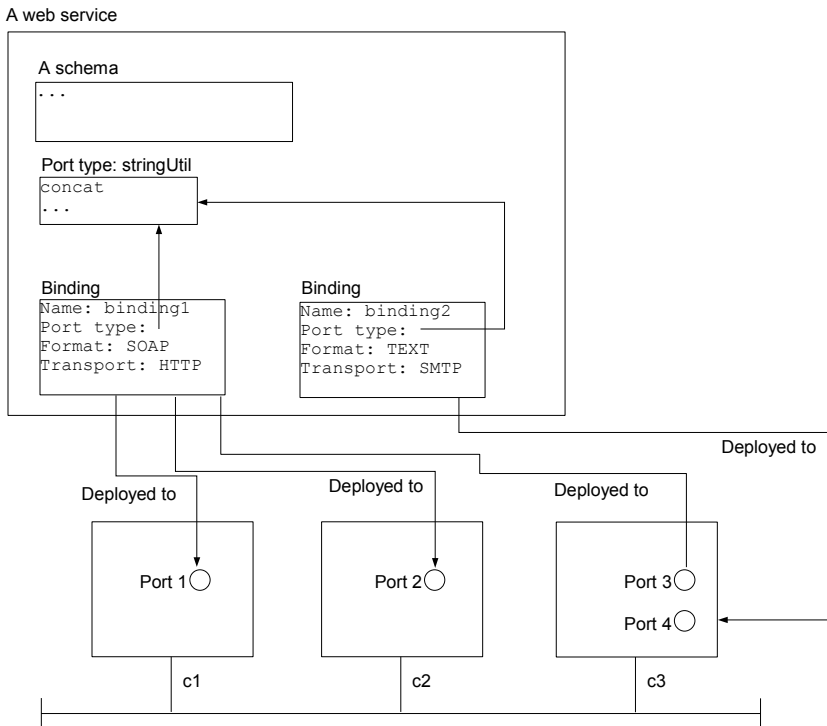 A web service
A schema
...
Port type: stringUtil
concat
...
Binding
Name: binding1
Port type:
Format: SOAP
Transport: HTTP
Binding
Name: binding2
Port type:
Format: TEXT
Transport: SMTP
Deployed to
Deployed to
Deployed to
Deployed to
Port 1
Port 2
Port 3
Port 4
c1
c2
c3